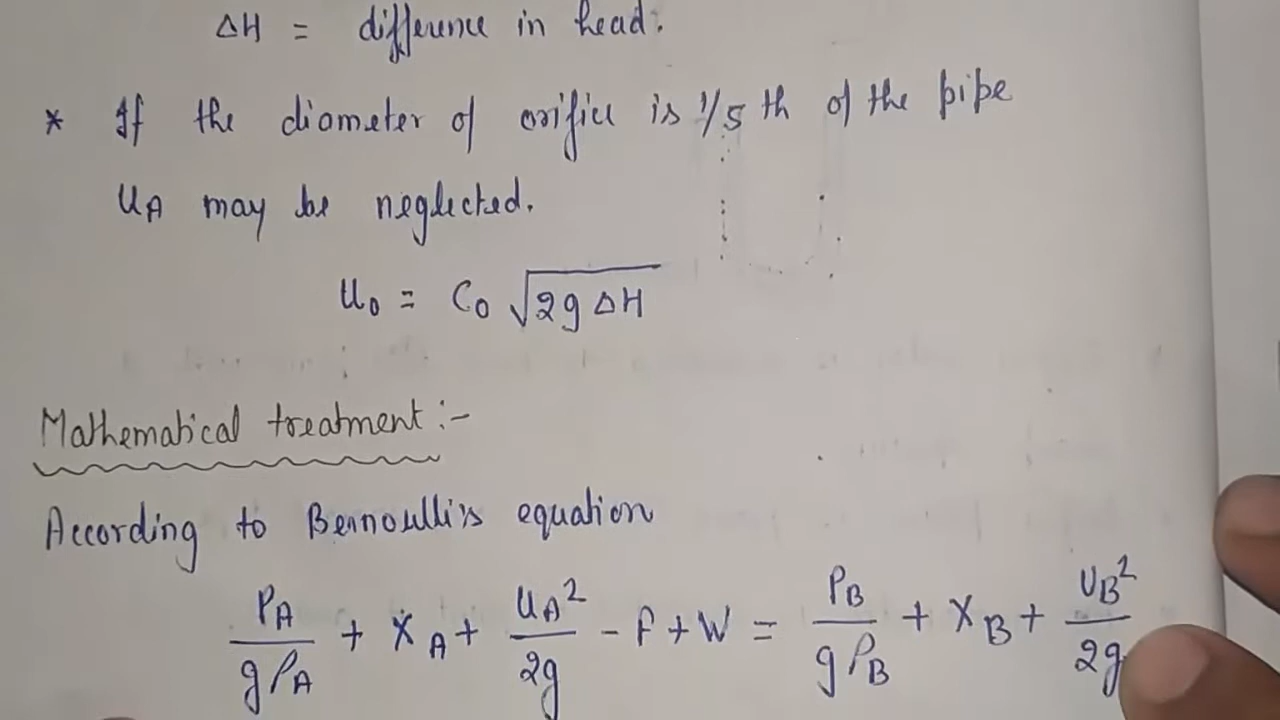 ΔH = difference in head.
* If the diameter of orifice is 1/5 th of the pipe
UA may be neglected.
U0 = C0 √2g ΔH
Mathematical treatment :-
According to Bernoulli's equation
PA/gρA + XA + UA²/2g - F + W = PB/gρB + XB + UB²/2g